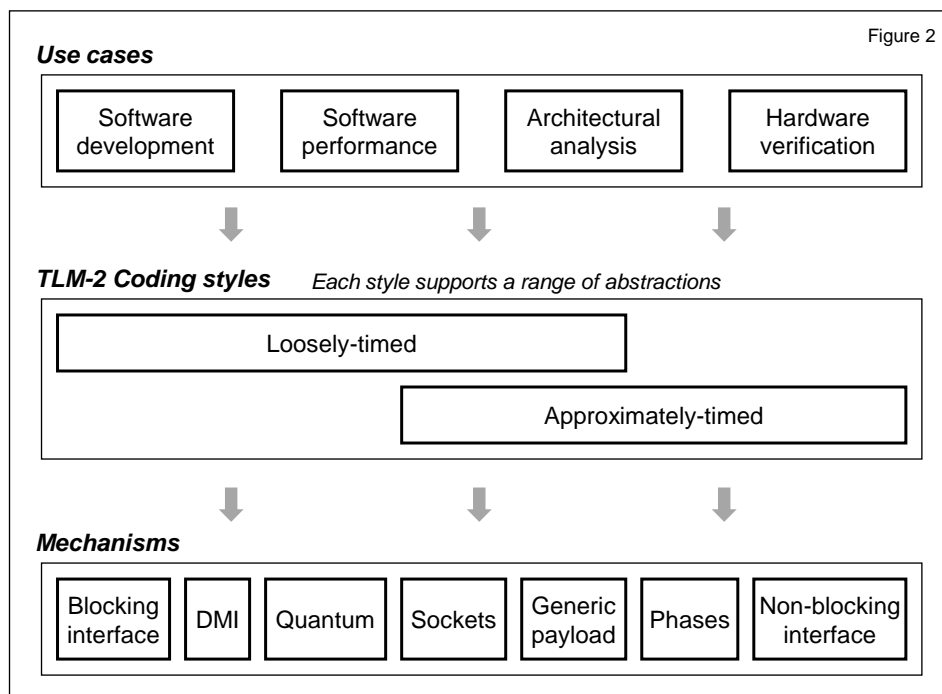 Figure 2
Use cases
Software
development
Software
performance
Architectural
analysis
Hardware
verification
TLM-2 Coding styles
Each style supports a range of abstractions
Loosely-timed
Approximately-timed
Mechanisms
Blocking
interface
DMI
Quantum
Sockets
Generic
payload
Phases
Non-blocking
interface